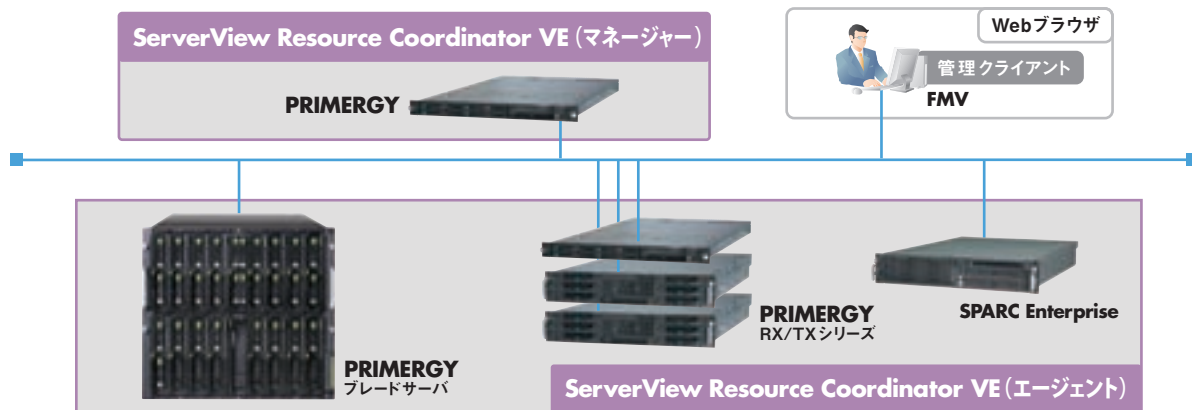 ServerView Resource Coordinator VE(マネージャー)
PRIMERGY
Webブラウザ
管理クライアント
FMV
PRIMERGY
ブレードサーバ
PRIMERGY
RX/TXシリーズ
SPARC Enterprise
ServerView Resource Coordinator VE(エージェント)